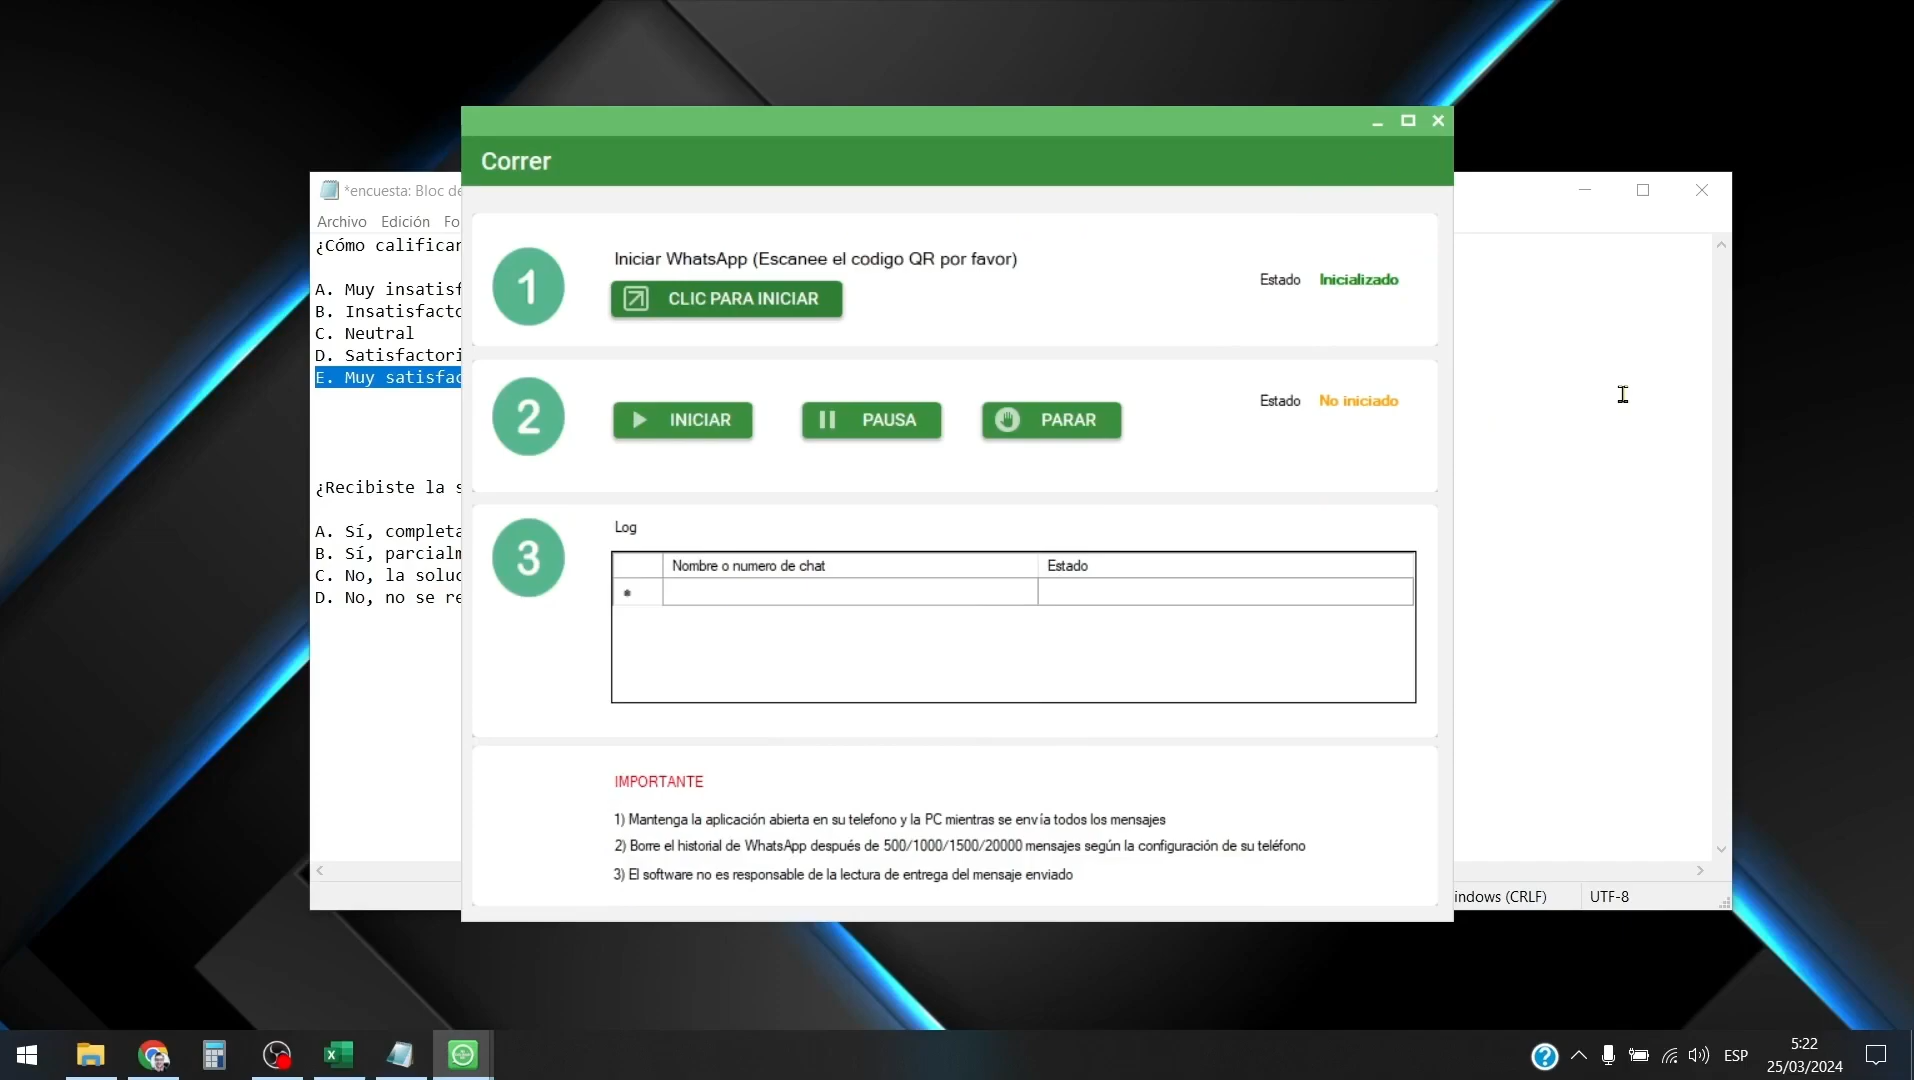 Correr
*encuesta: Bloc de
Archivo Edición Fo
¿Cómo calificar
A. Muy insatisf
B. Insatisfacto
C. Neutral
D. Satisfactori
E. Muy satisfac
¿Recibiste la s
A. Sí, completa
B. Sí, parcialm
C. No, la soluc
D. No, no se re
1
Iniciar WhatsApp (Escanee el codigo QR por favor)
CLIC PARA INICIAR
Estado Inicializado
2
INICIAR
PAUSA
PARAR
Estado No iniciado
3
Log
Nombre o numero de chat Estado
IMPORTANTE
1) Mantenga la aplicación abierta en su telefono y la PC mientras se envía todos los mensajes
2) Borre el historial de WhatsApp después de 500/1000/1500/20000 mensajes según la configuración de su teléfono
3) El software no es responsable de la lectura de entrega del mensaje enviado
indows (CRLF) UTF-8
ESP
5:22
25/03/2024